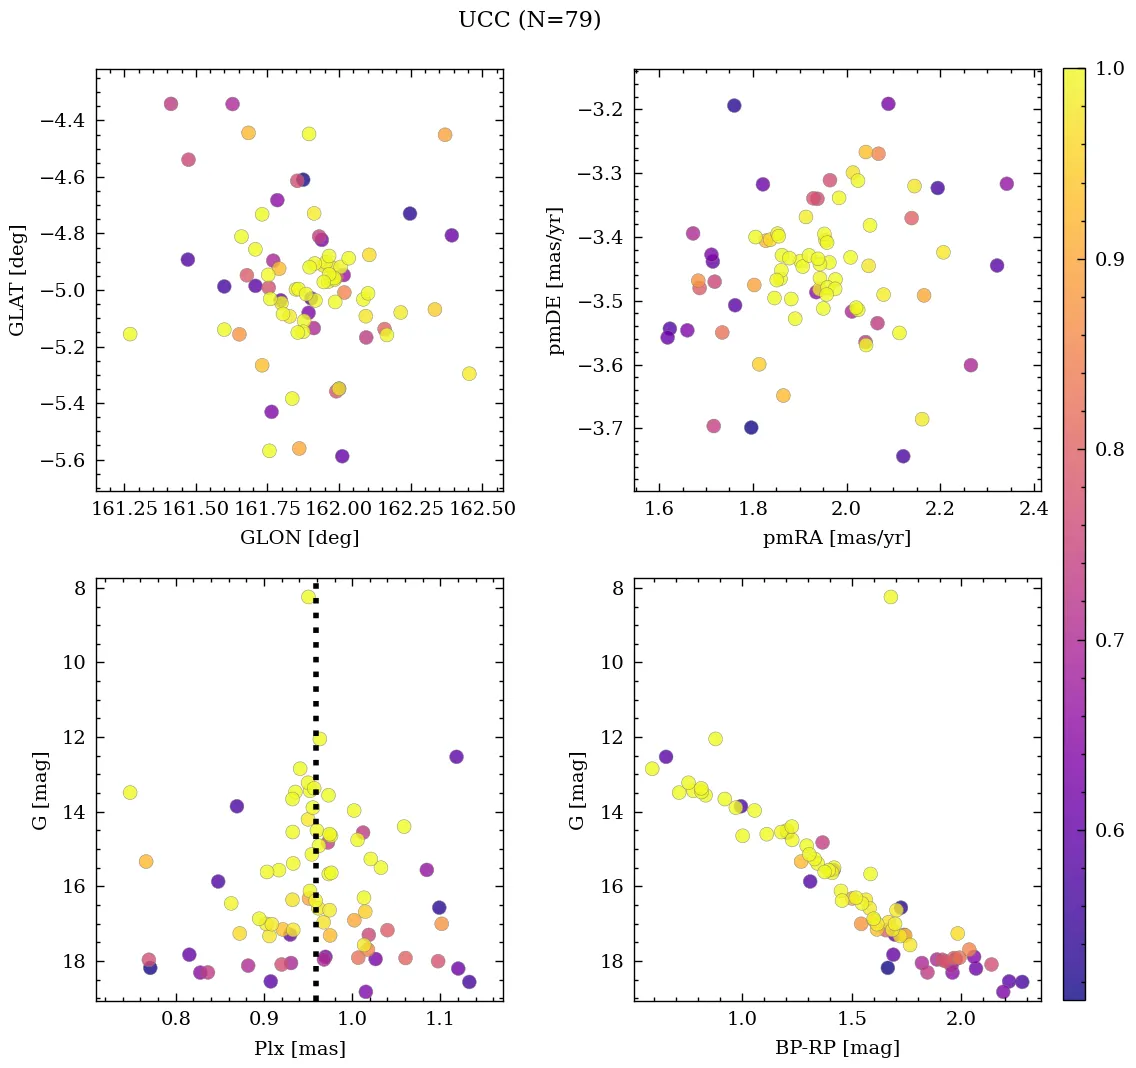 UCC (N=79)
−4.4
−4.6
−4.8
−5.0
−5.2
−5.4
−5.6
GLAT [deg]
161.25 161.50 161.75 162.00 162.25 162.50
GLON [deg]
−3.2
−3.3
−3.4
−3.5
−3.6
−3.7
pmDE [mas/yr]
1.6 1.8 2.0 2.2 2.4
pmRA [mas/yr]
8
10
12
14
16
18
G [mag]
0.8 0.9 1.0 1.1
Plx [mas]
8
10
12
14
16
18
G [mag]
1.0 1.5 2.0
BP-RP [mag]
1.0
0.9
0.8
0.7
0.6